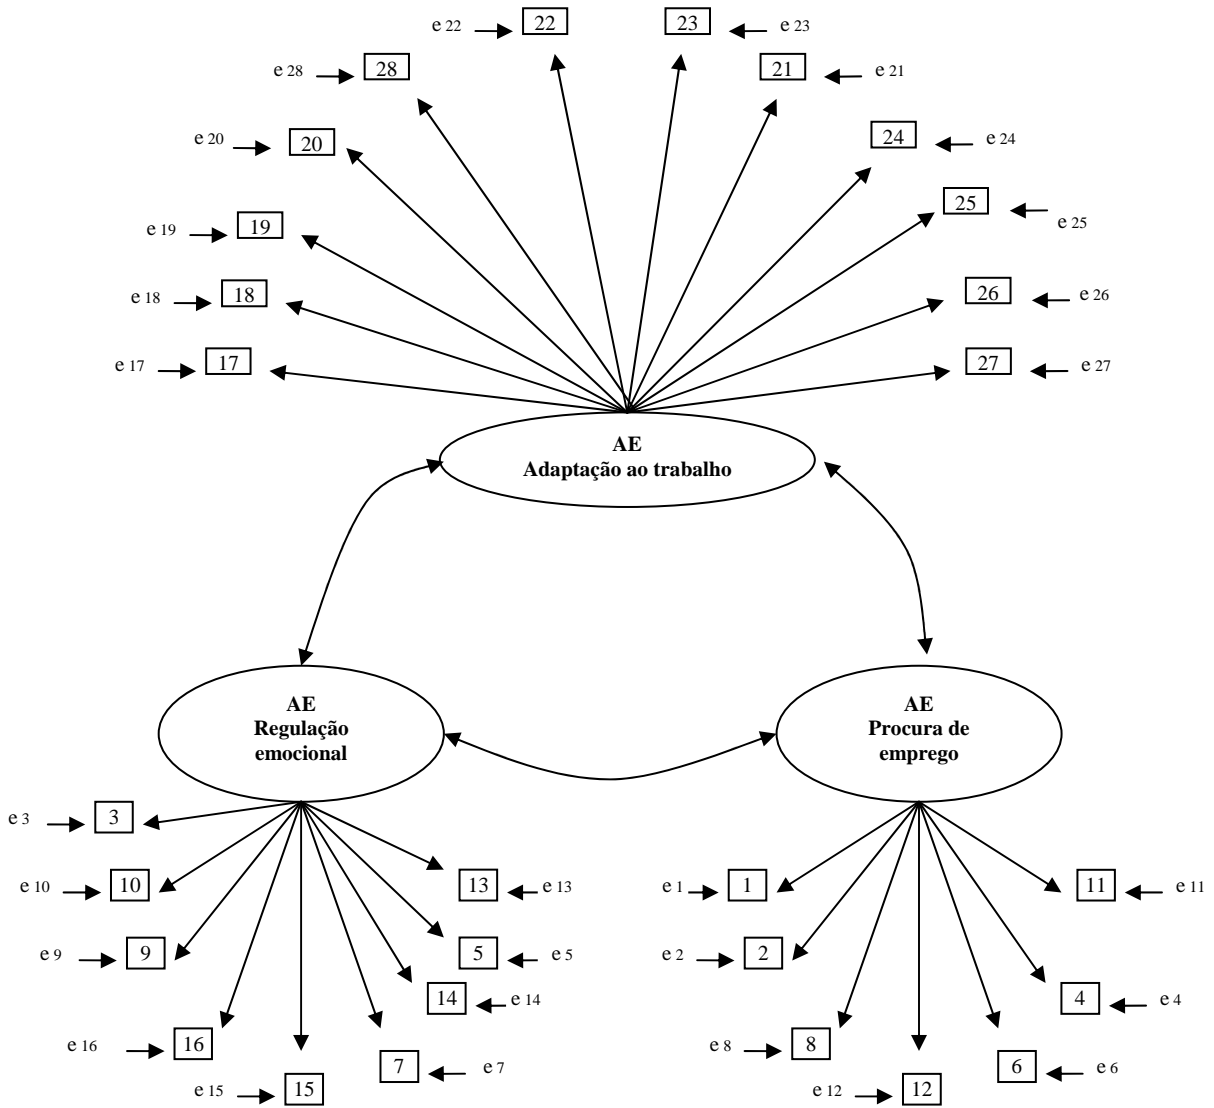 e 22 22 23 e 23
e 28 28 21 e 21
e 20 20 24 e 24
25 e 25
e 19 19
e 18 18 26 e 26
e 17 17 27 e 27
AE
Adaptação ao trabalho
AE
Regulação
emocional
AE
Procura de
emprego
e 3 3
e 10 10 13 e 13 e 1 1 11 e 11
e 9 9 5 e 5 e 2 2
14 e 14 4 e 4
e 16 16 e 8 8
7 e 7 6 e 6
e 15 15 e 12 12